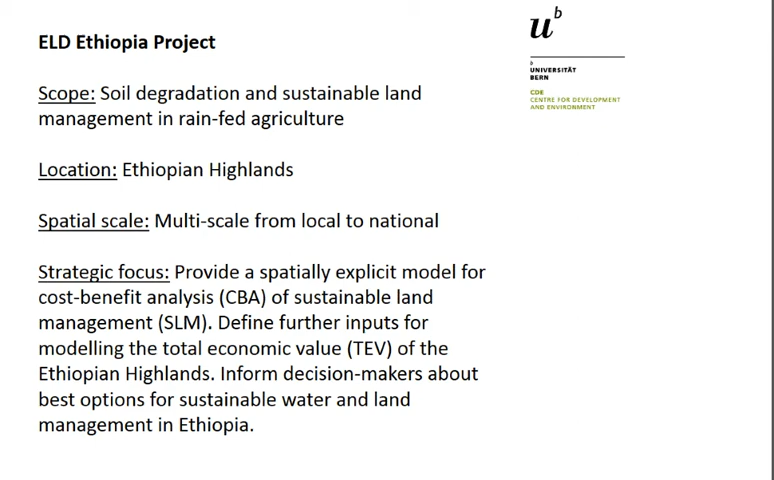 ELD Ethiopia Project
Scope: Soil degradation and sustainable land
management in rain-fed agriculture
Location: Ethiopian Highlands
Spatial scale: Multi-scale from local to national
Strategic focus: Provide a spatially explicit model for
cost-benefit analysis (CBA) of sustainable land
management (SLM). Define further inputs for
modelling the total economic value (TEV) of the
Ethiopian Highlands. Inform decision-makers about
best options for sustainable water and land
management in Ethiopia.
u b
b
UNIVERSITÄT
BERN
CDE
CENTRE FOR DEVELOPMENT
AND ENVIRONMENT